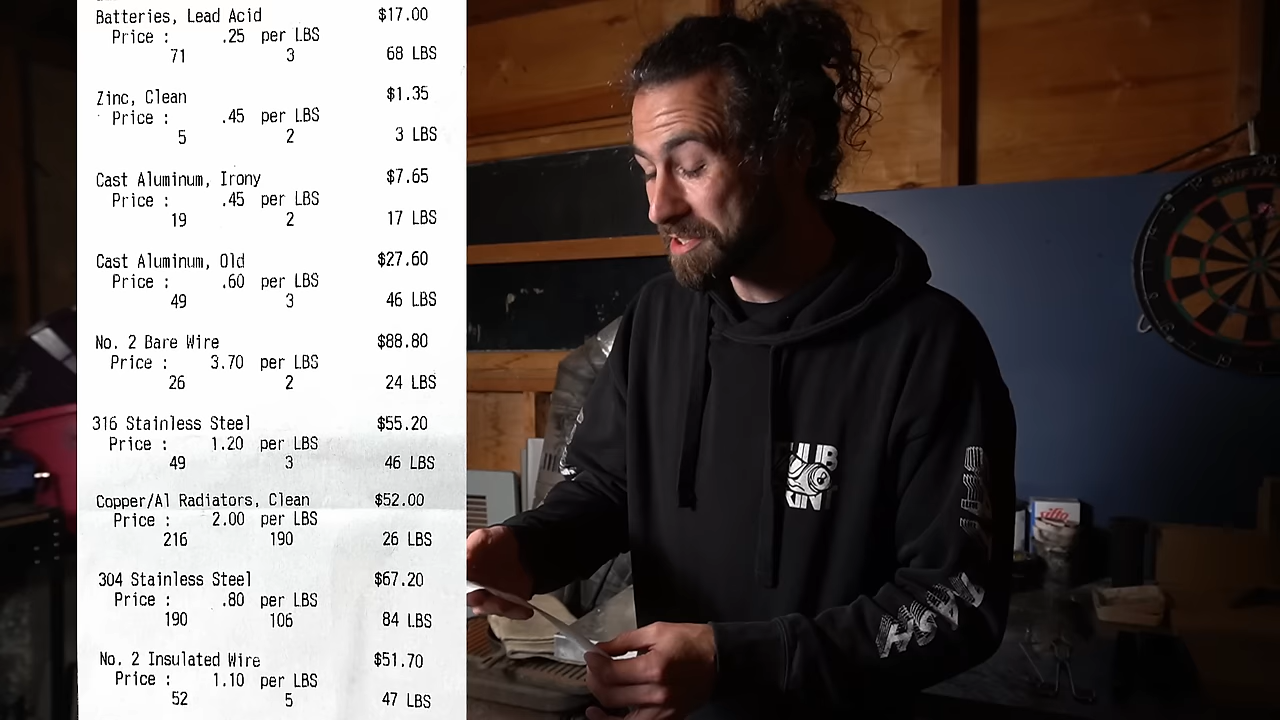 Batteries, Lead Acid $17.00
Price : .25 per LBS
71 3 68 LBS
Zinc, Clean $1.35
Price : .45 per LBS
5 2 3 LBS
Cast Aluminum, Irony $7.65
Price : .45 per LBS
19 2 17 LBS
Cast Aluminum, Old $27.60
Price : .60 per LBS
49 3 46 LBS
No. 2 Bare Wire $88.80
Price : 3.70 per LBS
26 2 24 LBS
316 Stainless Steel $55.20
Price : 1.20 per LBS
49 3 46 LBS
Copper/Al Radiators, Clean $52.00
Price : 2.00 per LBS
216 190 26 LBS
304 Stainless Steel $67.20
Price : .80 per LBS
190 106 84 LBS
No. 2 Insulated Wire $51.70
Price : 1.10 per LBS
52 5 47 LBS